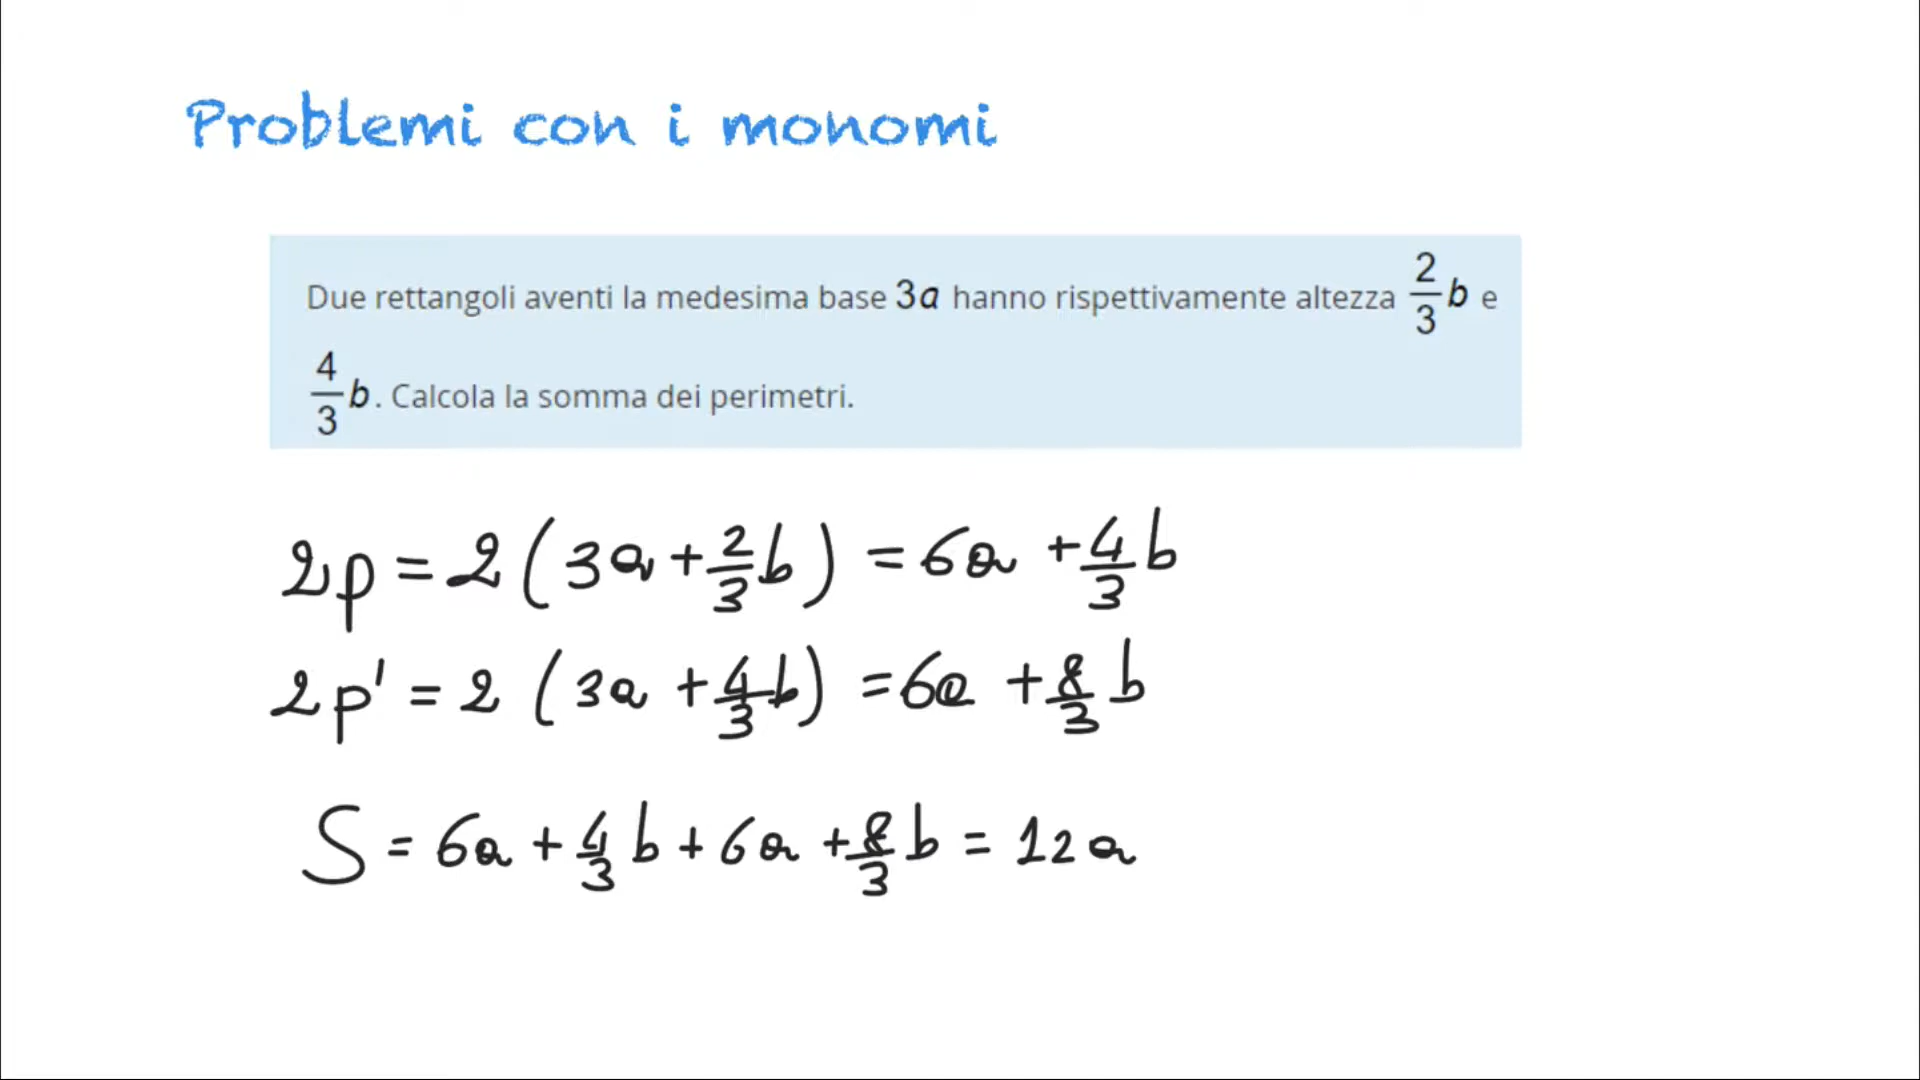 Problemi con i monomi
Due rettangoli aventi la medesima base 3a hanno rispettivamente altezza 2/3 b e
4/3 b. Calcola la somma dei perimetri.
2p = 2 (3a + 2/3 b) = 6a + 4/3 b
2p' = 2 (3a + 4/3 b) = 6a + 8/3 b
S = 6a + 4/3 b + 6a + 8/3 b = 12a